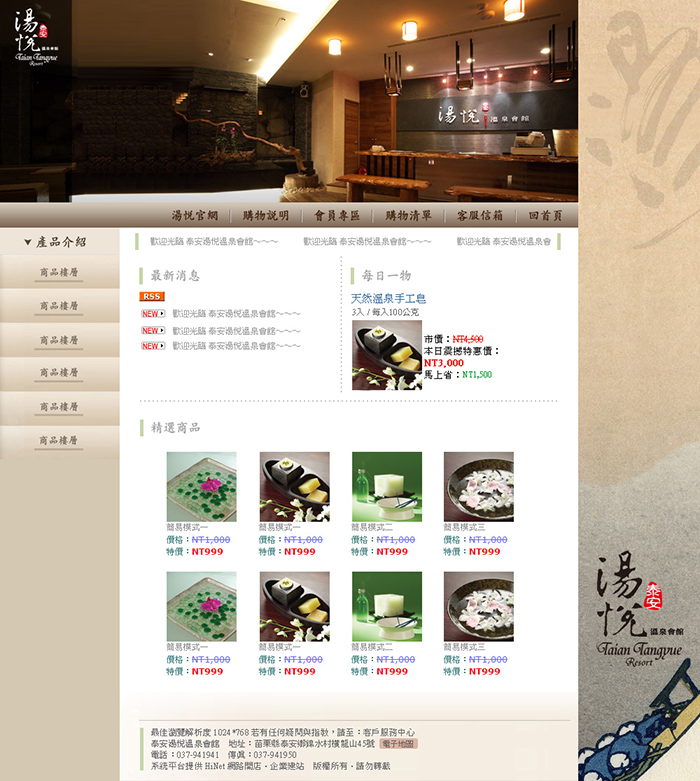 湯悅
泰安
溫泉會館
Taian Tangyue
Resort
湯悅 溫泉會館
湯悅官網 購物說明 會員專區 購物清單 客服信箱 回首頁
產品介紹
商品樓層
商品樓層
商品樓層
商品樓層
商品樓層
商品樓層
歡迎光臨 泰安湯悅溫泉會館~~~ 歡迎光臨 泰安湯悅溫泉會館~~~ 歡迎光臨 泰安湯悅溫泉會
最新消息
RSS
NEW 歡迎光臨 泰安湯悅溫泉會館~~~
NEW 歡迎光臨 泰安湯悅溫泉會館~~~
NEW 歡迎光臨 泰安湯悅溫泉會館~~~
每日一物
天然溫泉手工皂
3入 / 每入100公克
市價：NT4,500
本日震撼特惠價：
NT3,000
馬上省：NT1,500
精選商品
簡易模式一 簡易模式一 簡易模式二 簡易模式三
價格：NT1,000 價格：NT1,000 價格：NT1,000 價格：NT1,000
特價：NT999 特價：NT999 特價：NT999 特價：NT999
簡易模式一 簡易模式一 簡易模式二 簡易模式三
價格：NT1,000 價格：NT1,000 價格：NT1,000 價格：NT1,000
特價：NT999 特價：NT999 特價：NT999 特價：NT999
最佳瀏覽解析度 1024 *768 若有任何疑問與指教，請至：客戶服務中心
泰安湯悅溫泉會館 地址：苗栗縣泰安鄉錦水村橫龍山45號 電子地圖
電話：037-941941 傳真：037-941950
系統平台提供 HiNet 網路開店‧企業建站 版權所有‧請勿轉載
湯悅
泰安
溫泉會館
Taian Tangyue
Resort